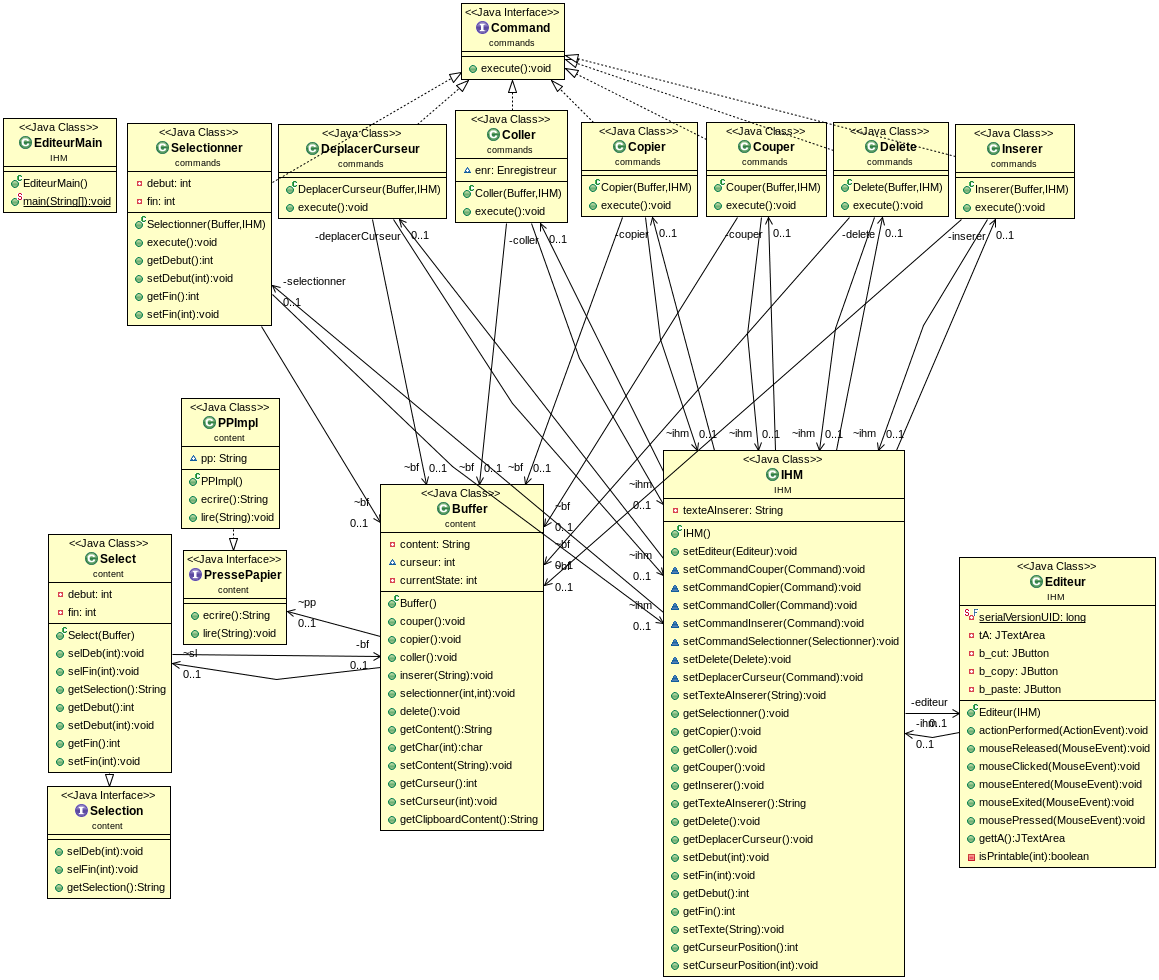 <<Java Interface>>
Command
commands
execute():void
<<Java Class>>
EditeurMain
IHM
EditeurMain()
main(String[]):void
<<Java Class>>
Selectionner
commands
debut: int
fin: int
Selectionner(Buffer,IHM)
execute():void
getDebut():int
setDebut(int):void
getFin():int
setFin(int):void
<<Java Class>>
DeplacerCurseur
commands
DeplacerCurseur(Buffer,IHM)
execute():void
<<Java Class>>
Coller
commands
enr: Enregistreur
Coller(Buffer,IHM)
execute():void
<<Java Class>>
Copier
commands
Copier(Buffer,IHM)
execute():void
<<Java Class>>
Couper
commands
Couper(Buffer,IHM)
execute():void
<<Java Class>>
Delete
commands
Delete(Buffer,IHM)
execute():void
<<Java Class>>
Inserer
commands
Inserer(Buffer,IHM)
execute():void
-deplacerCurseur 0..1
-coller 0..1
-copier 0..1
-couper 0..1
-delete 0..1
-inserer 0..1
-selectionner
0..1
~ihm 0..1
~ihm 0..1
~ihm 0..1
~ihm 0..1
~bf 0..1
~bf 0..1
~bf 0..1
~bf
0..1
~bf
0..1
~bf
0..1
~bf
0..1
~ihm
0..1
~ihm
0..1
~ihm
0..1
<<Java Class>>
PPImpl
content
pp: String
PPImpl()
ecrire():String
lire(String):void
<<Java Interface>>
PressePapier
content
ecrire():String
lire(String):void
~pp
0..1
<<Java Class>>
Select
content
debut: int
fin: int
Select(Buffer)
selDeb(int):void
selFin(int):void
getSelection():String
getDebut():int
setDebut(int):void
getFin():int
setFin(int):void
~sl
0..1
-bf
0..1
<<Java Interface>>
Selection
content
selDeb(int):void
selFin(int):void
getSelection():String
<<Java Class>>
Buffer
content
content: String
curseur: int
currentState: int
Buffer()
couper():void
copier():void
coller():void
inserer(String):void
selectionner(int,int):void
delete():void
getContent():String
getChar(int):char
setContent(String):void
getCurseur():int
setCurseur(int):void
getClipboardContent():String
<<Java Class>>
IHM
IHM
texteAInserer: String
IHM()
setEditeur(Editeur):void
setCommandCouper(Command):void
setCommandCopier(Command):void
setCommandColler(Command):void
setCommandInserer(Command):void
setCommandSelectionner(Selectionner):void
setDelete(Delete):void
setDeplacerCurseur(Command):void
setTexteAInserer(String):void
getSelectionner():void
getCopier():void
getColler():void
getCouper():void
getInserer():void
getTexteAInserer():String
getDelete():void
getDeplacerCurseur():void
setDebut(int):void
setFin(int):void
getDebut():int
getFin():int
setTexte(String):void
getCurseurPosition():int
setCurseurPosition(int):void
-editeur
0..1
-ihm
0..1
<<Java Class>>
Editeur
IHM
serialVersionUID: long
tA: JTextArea
b_cut: JButton
b_copy: JButton
b_paste: JButton
Editeur(IHM)
actionPerformed(ActionEvent):void
mouseReleased(MouseEvent):void
mouseClicked(MouseEvent):void
mouseEntered(MouseEvent):void
mouseExited(MouseEvent):void
mousePressed(MouseEvent):void
gettA():JTextArea
isPrintable(int):boolean